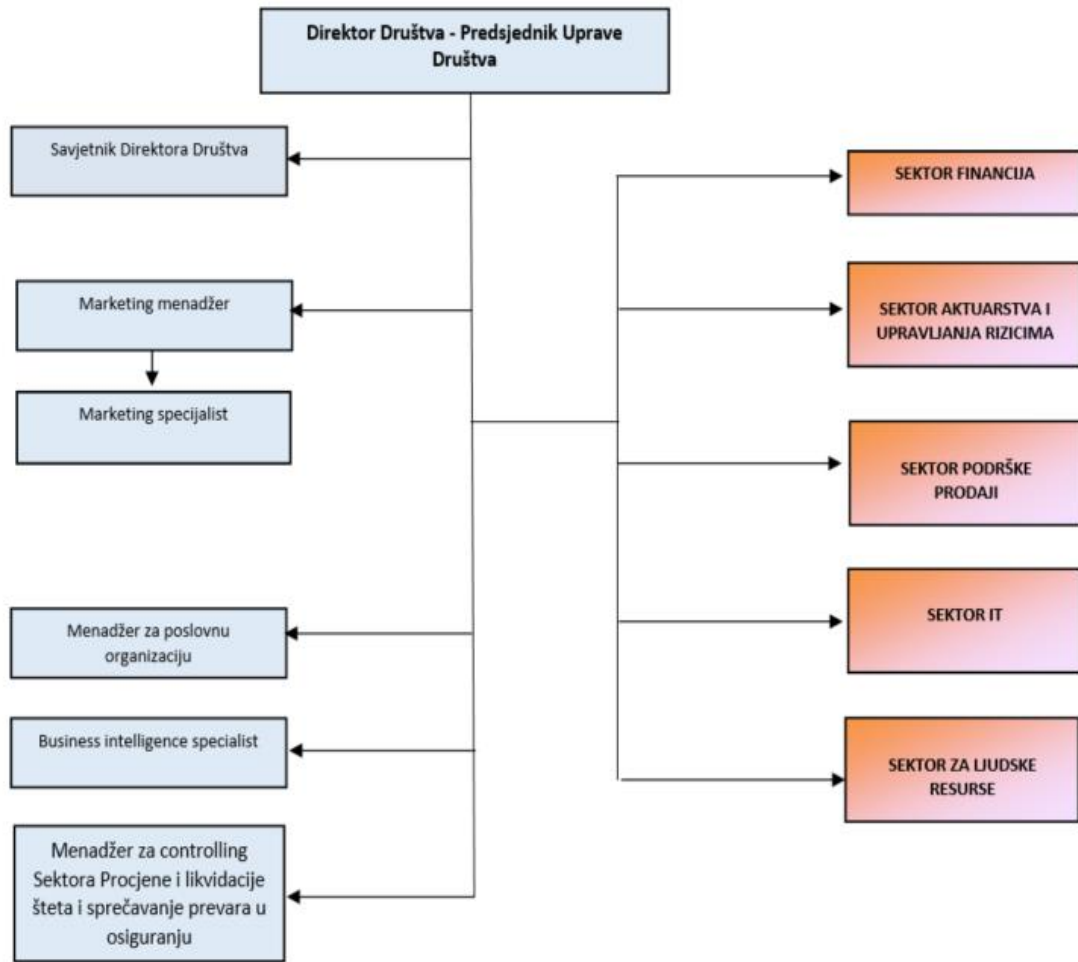 Direktor Društva - Predsjednik Uprave
Društva
Savjetnik Direktora Društva
Marketing menadžer
Marketing specijalist
Menadžer za poslovnu
organizaciju
Business intelligence specialist
Menadžer za controlling
Sektora Procjene i likvidacije
šteta i sprečavanje prevara u
osiguranju
SEKTOR FINANCIJA
SEKTOR AKTUARSTVA I
UPRAVLJANJA RIZICIMA
SEKTOR PODRŠKE
PRODAJI
SEKTOR IT
SEKTOR ZA LJUDSKE
RESURSE